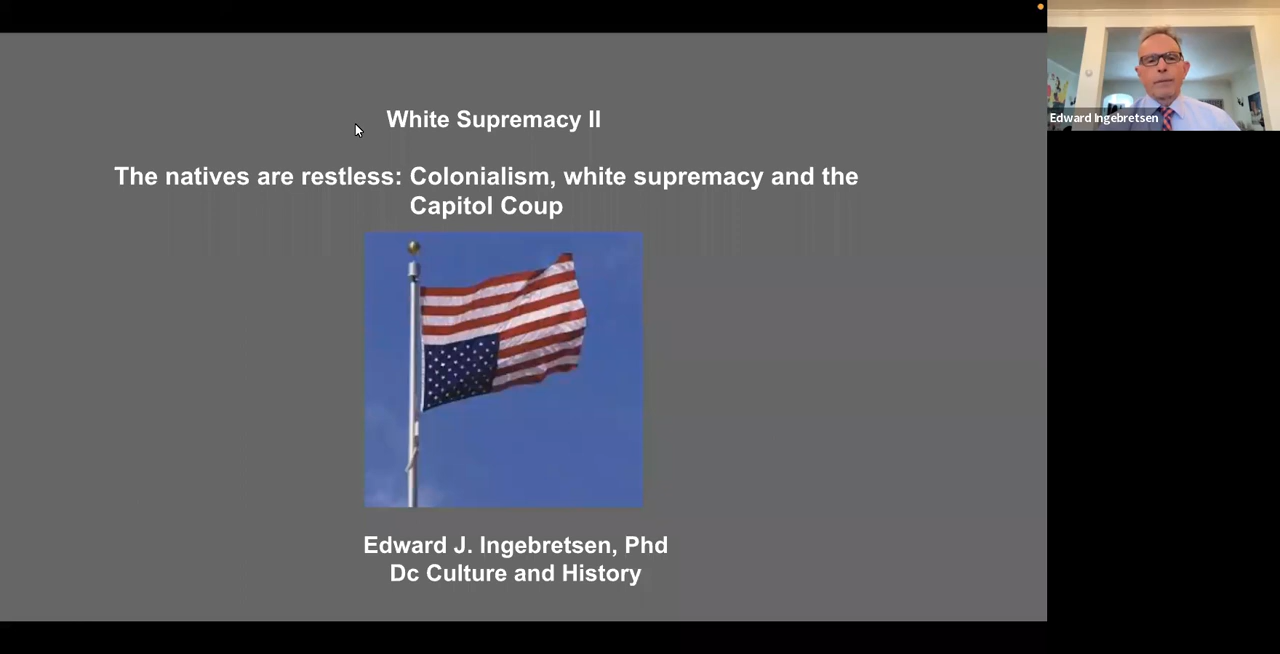 White Supremacy II
The natives are restless: Colonialism, white supremacy and the
Capitol Coup
Edward J. Ingebretsen, Phd
Dc Culture and History
Edward Ingebretsen